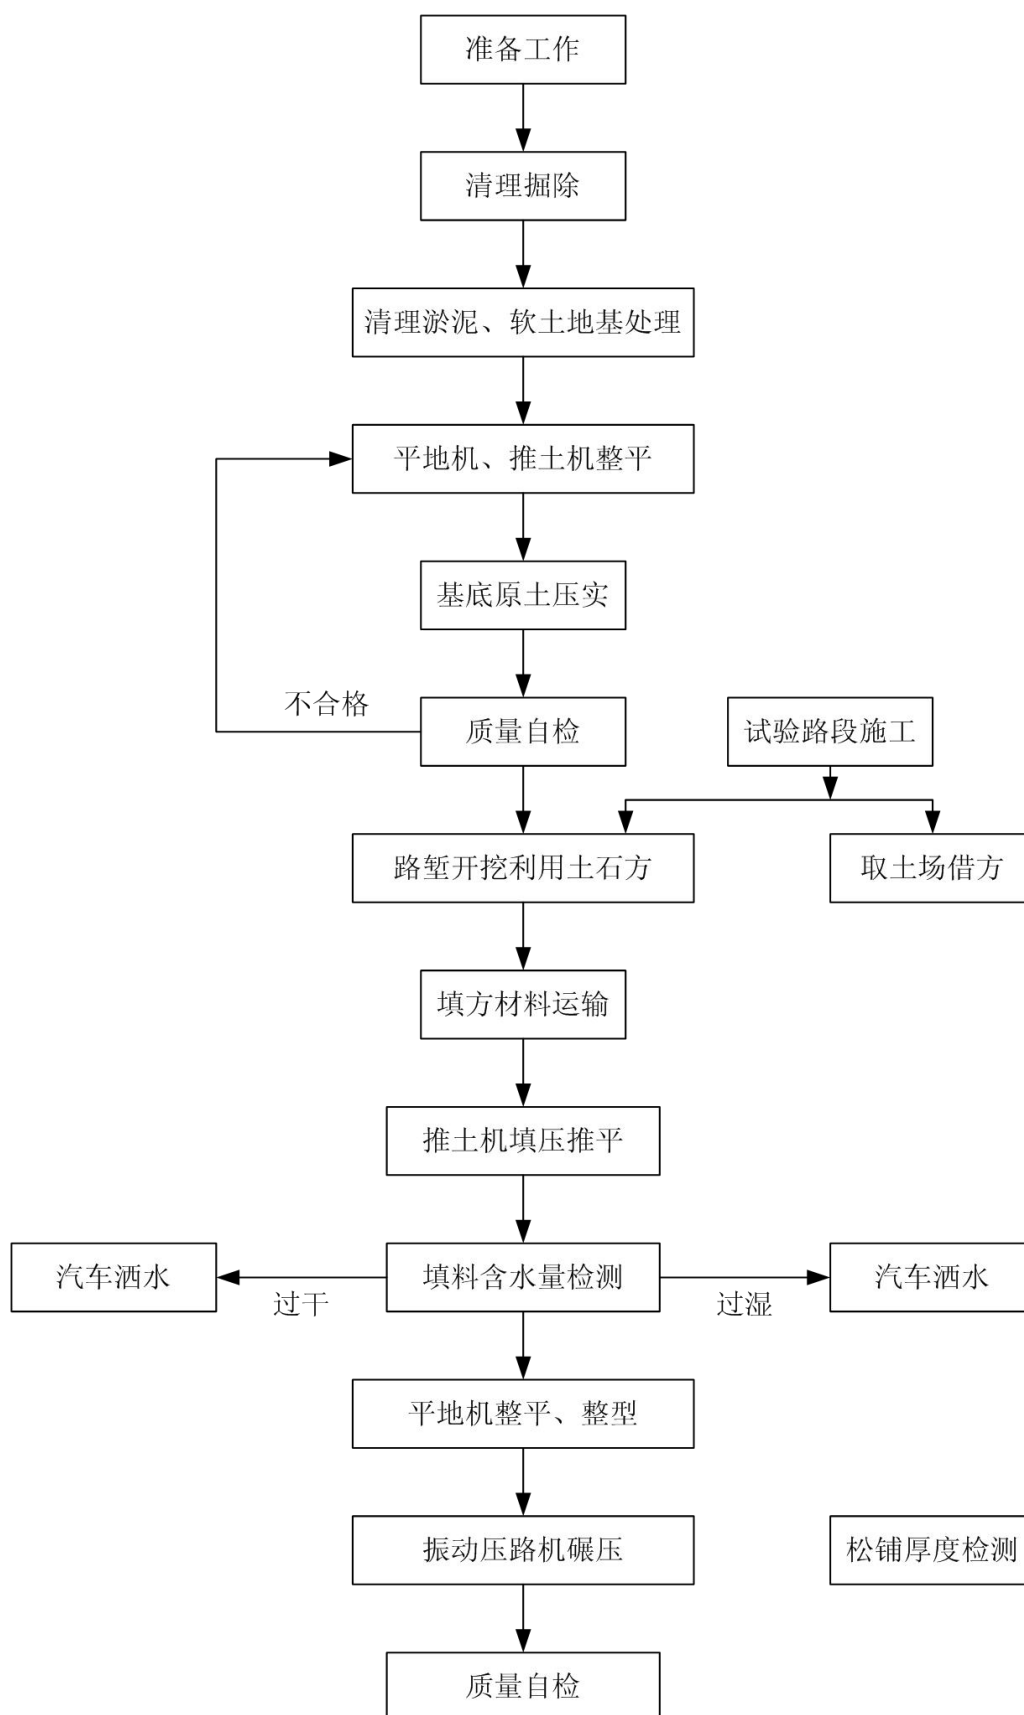 准备工作
清理掘除
清理淤泥、软土地基处理
平地机、推土机整平
基底原土压实
不合格
质量自检
试验路段施工
路堑开挖利用土石方
取土场借方
填方材料运输
推土机填压推平
汽车洒水
过干
填料含水量检测
过湿
汽车洒水
平地机整平、整型
振动压路机碾压
松铺厚度检测
质量自检